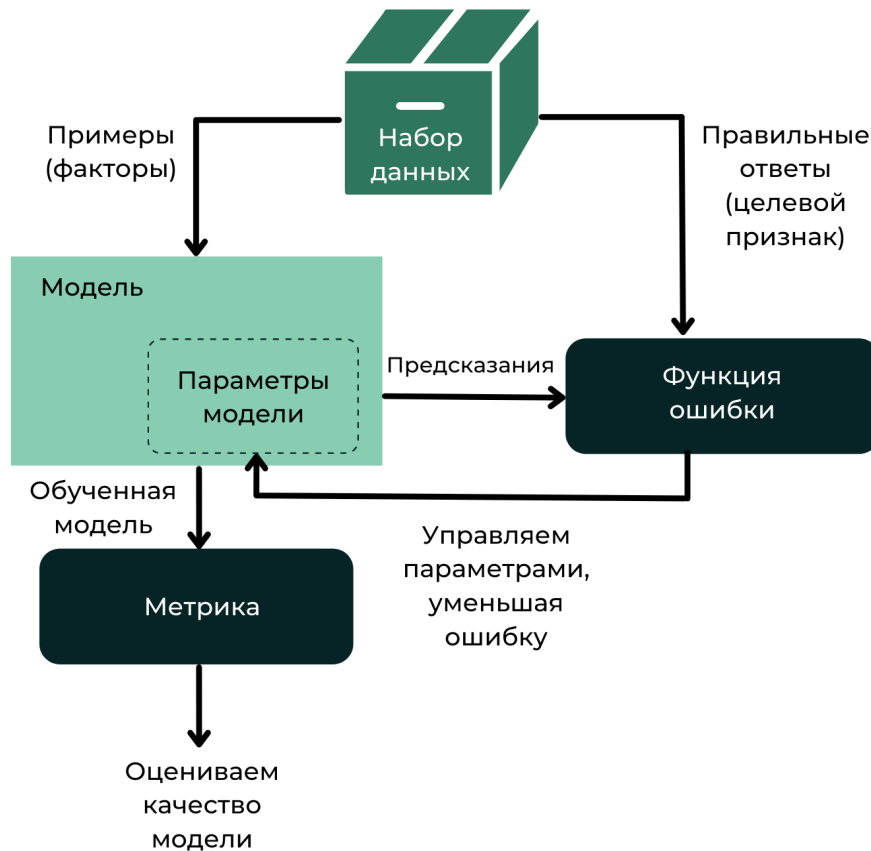 Набор
данных
Примеры
(факторы)
Правильные
ответы
(целевой
признак)
Модель
Параметры
модели
Предсказания
Функция
ошибки
Обученная
модель
Управляем
параметрами,
уменьшая
ошибку
Метрика
Оцениваем
качество
модели